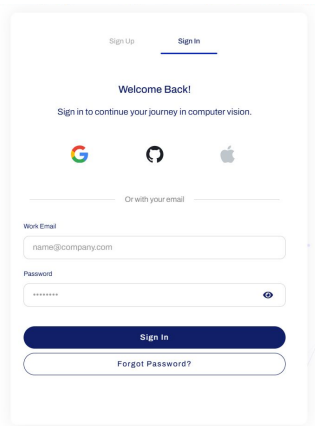 Sign Up Sign In
Welcome Back!
Sign in to continue your journey in computer vision.
Or with your email
Work Email
name@company.com
Password
********
Sign In
Forgot Password?